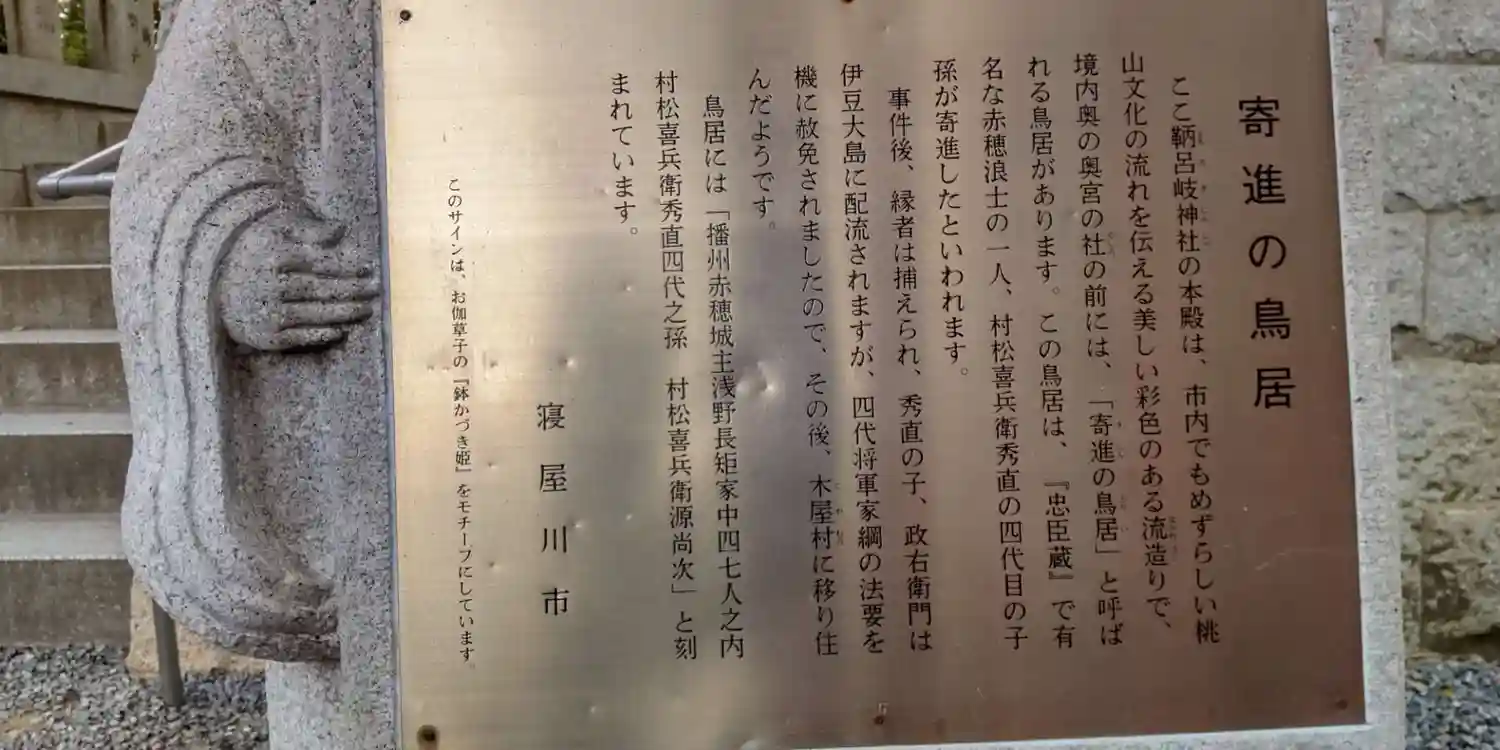 寄進の鳥居
ここ鞆呂岐神社の本殿は、市内でもめずらしい桃
山文化の流れを伝える美しい彩色のある流造りで、
境内奥の奥宮の社の前には、「寄進の鳥居」と呼ば
れる鳥居があります。この鳥居は、『忠臣蔵』で有
名な赤穂浪士の一人、村松喜兵衛秀直の四代目の子
孫が寄進したといわれます。
事件後、縁者は捕えられ、秀直の子、政右衛門は
伊豆大島に配流されますが、四代将軍家綱の法要を
機に赦免されましたので、その後、木屋村に移り住
んだようです。
鳥居には「播州赤穂城主浅野長矩家中四七人之内
村松喜兵衛秀直四代之孫　村松喜兵衛源尚次」と刻
まれています。
寝屋川市
このサインは、お伽草子の『鉢かづき姫』をモチーフにしています。